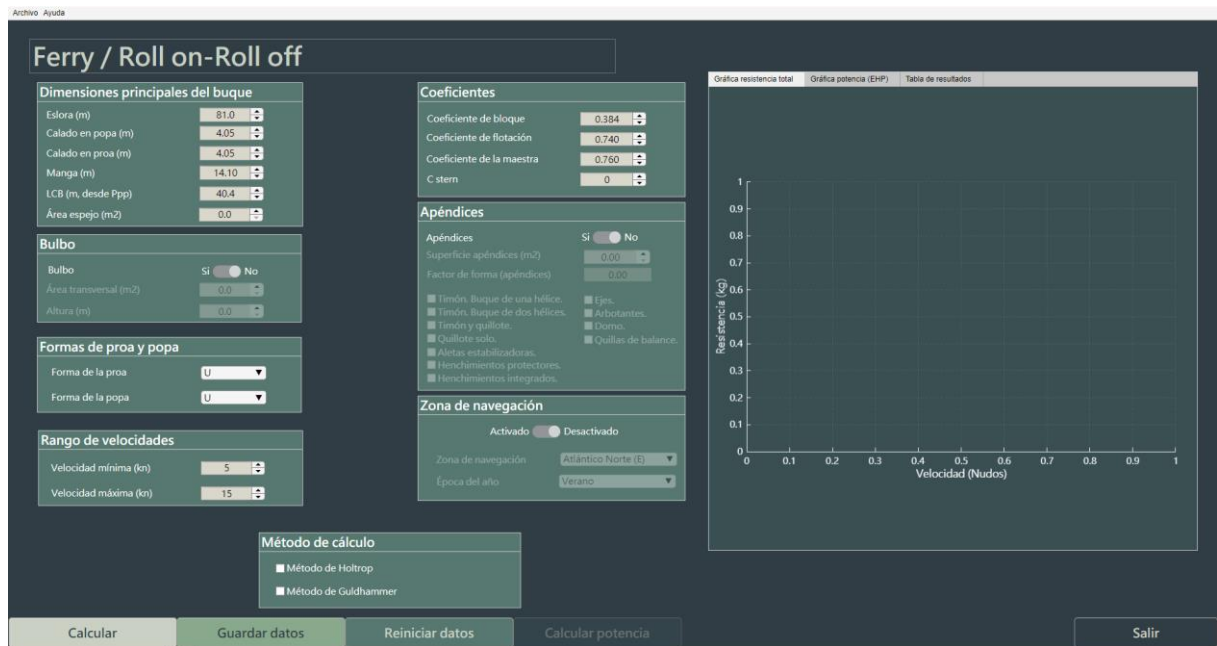 Archivo Ayuda
Ferry / Roll on-Roll off
Dimensiones principales del buque
Eslora (m) 81.0
Calado en popa (m) 4.05
Calado en proa (m) 4.05
Manga (m) 14.10
LCB (m, desde Ppp) 40.4
Área espejo (m2) 0.0
Bulbo
Bulbo Si No
Área transversal (m2) 0.0
Altura (m) 0.0
Formas de proa y popa
Forma de la proa U
Forma de la popa U
Rango de velocidades
Velocidad mínima (kn) 5
Velocidad máxima (kn) 15
Coeficientes
Coeficiente de bloque 0.384
Coeficiente de flotación 0.740
Coeficiente de la maestra 0.760
C stern 0
Apéndices
Apéndices Si No
Superficie apéndices (m2) 0.00
Factor de forma (apéndices) 0.00
Timón. Buque de una hélice. Ejes.
Timón. Buque de dos hélices. Arbotantes.
Timón y quillote. Domo.
Quillote solo. Quillas de balance.
Aletas estabilizadoras.
Henchimientos protectores.
Henchimientos integrados.
Zona de navegación
Activado Desactivado
Zona de navegación Atlántico Norte (E)
Época del año Verano
Método de cálculo
Método de Holtrop
Método de Guldhammer
Gráfica resistencia total Gráfica potencia (EHP) Tabla de resultados
Resistencia (kg)
1
0.9
0.8
0.7
0.6
0.5
0.4
0.3
0.2
0.1
0
0 0.1 0.2 0.3 0.4 0.5 0.6 0.7 0.8 0.9 1
Velocidad (Nudos)
Calcular Guardar datos Reiniciar datos Calcular potencia Salir